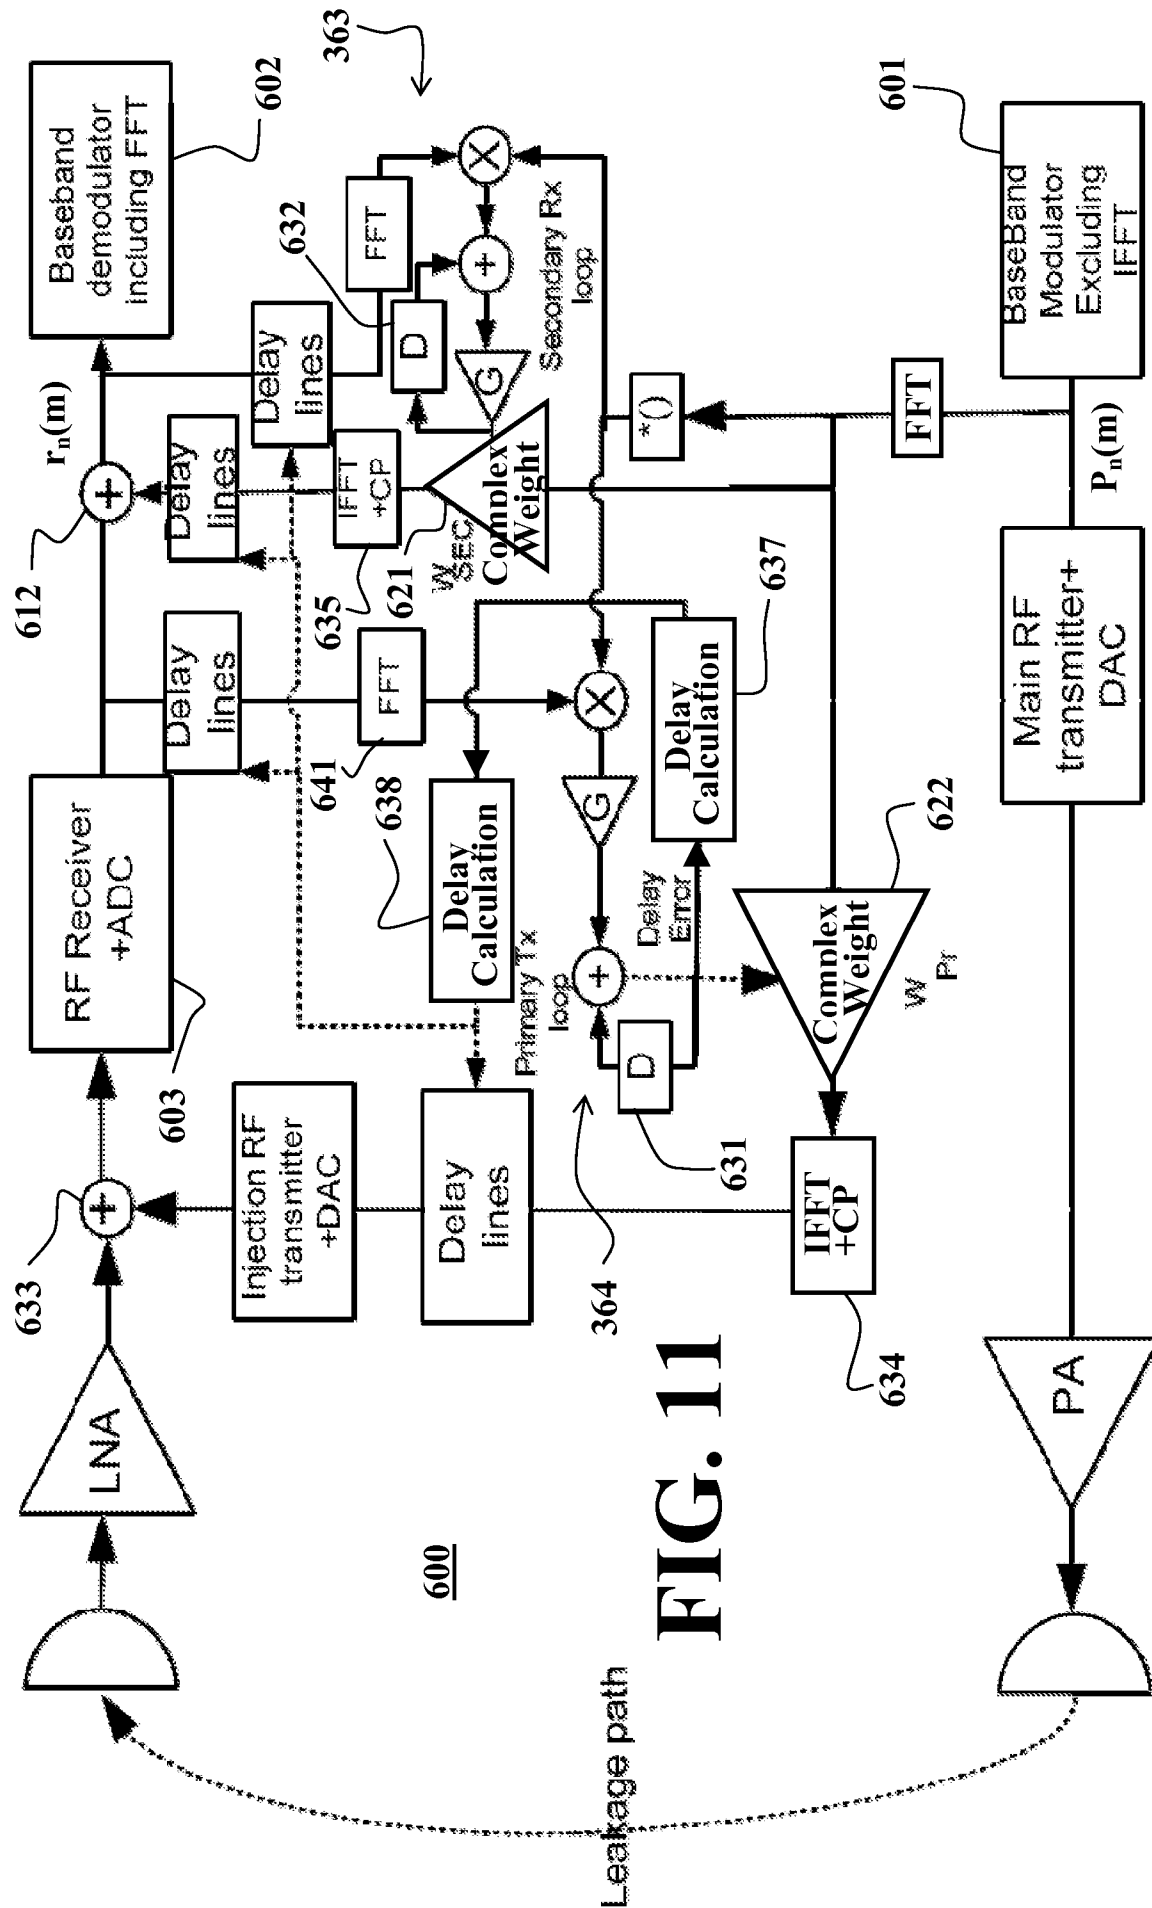 Leakage path
LNA
633
RF Receiver
+ADC
603
612
r_n(m)
Baseband
demodulator
including FFT
602
363
Injection RF
transmitter
+DAC
Delay
lines
Delay
lines
Delay
lines
Delay
lines
FFT
641
IFFT
+CP
635
621
W
SEC
Complex
Weight
FFT
632
D
X
+
G
Secondary Rx
loop
638
Delay
Calculation
Primary Tx
loop
364
X
G
+
D
631
Delay
Error
Delay
Calculation
637
*()
FFT
Complex
Weight
622
W
Pr
IFFT
+CP
634
600
FIG. 11
PA
Main RF
transmitter+
DAC
P_n(m)
BaseBand
Modulator
Excluding
IFFT
601